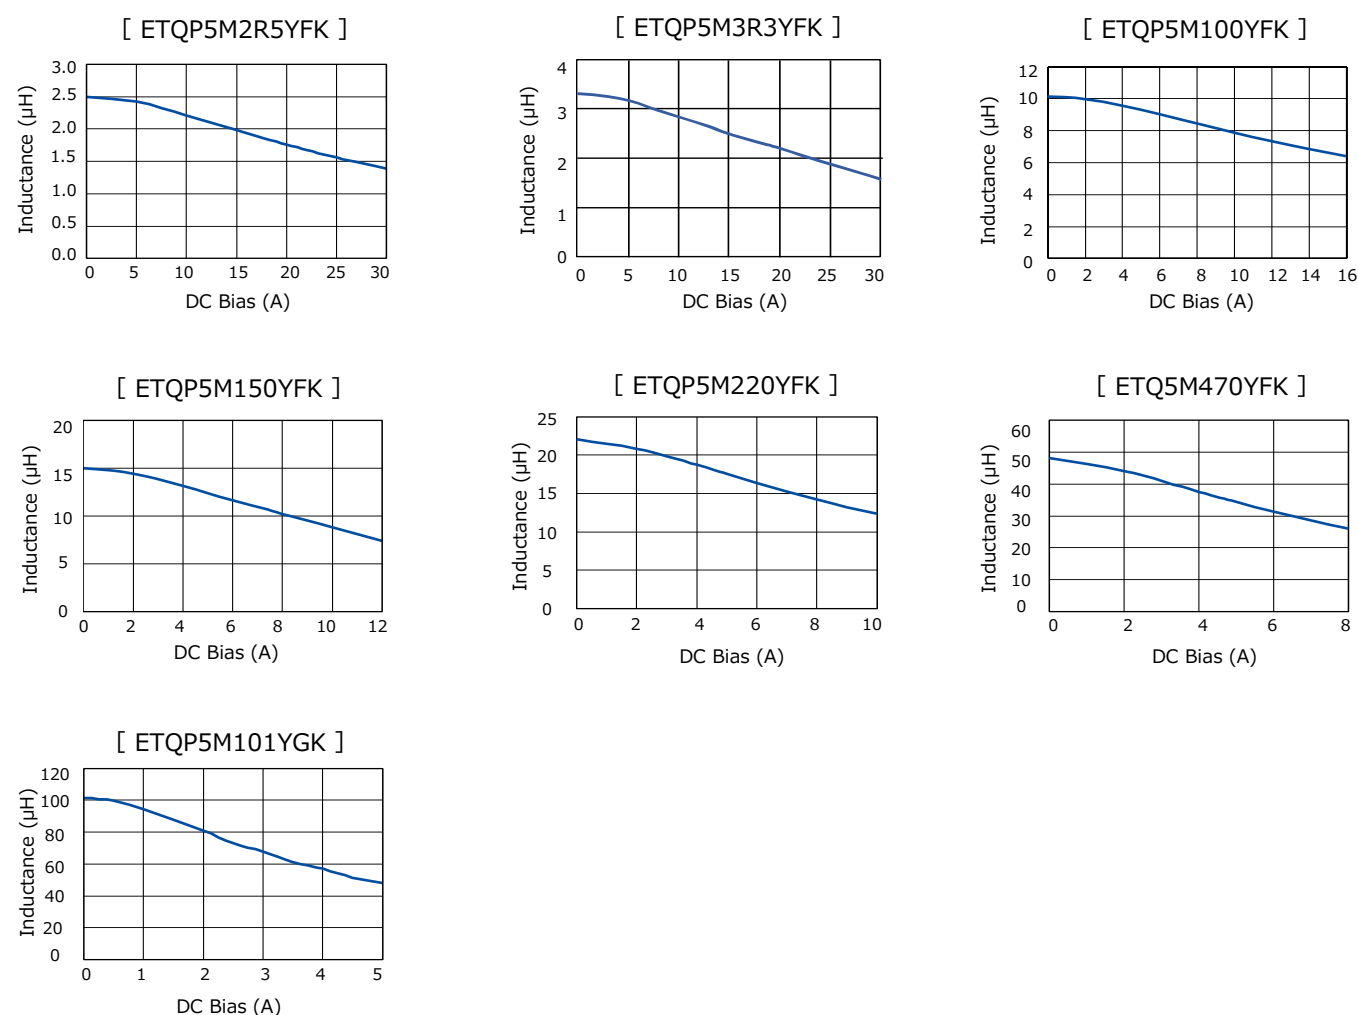 [ ETQP5M2R5YFK ]
Inductance (µH)
3.0
2.5
2.0
1.5
1.0
0.5
0.0
0 5 10 15 20 25 30
DC Bias (A)
[ ETQP5M3R3YFK ]
Inductance (µH)
4
3
2
1
0
0 5 10 15 20 25 30
DC Bias (A)
[ ETQP5M100YFK ]
Inductance (µH)
12
10
8
6
4
2
0
0 2 4 6 8 10 12 14 16
DC Bias (A)
[ ETQP5M150YFK ]
Inductance (µH)
20
15
10
5
0
0 2 4 6 8 10 12
DC Bias (A)
[ ETQP5M220YFK ]
Inductance (µH)
25
20
15
10
5
0
0 2 4 6 8 10
DC Bias (A)
[ ETQ5M470YFK ]
Inductance (µH)
60
50
40
30
20
10
0
0 2 4 6 8
DC Bias (A)
[ ETQP5M101YGK ]
Inductance (µH)
120
100
80
60
40
20
0
0 1 2 3 4 5
DC Bias (A)